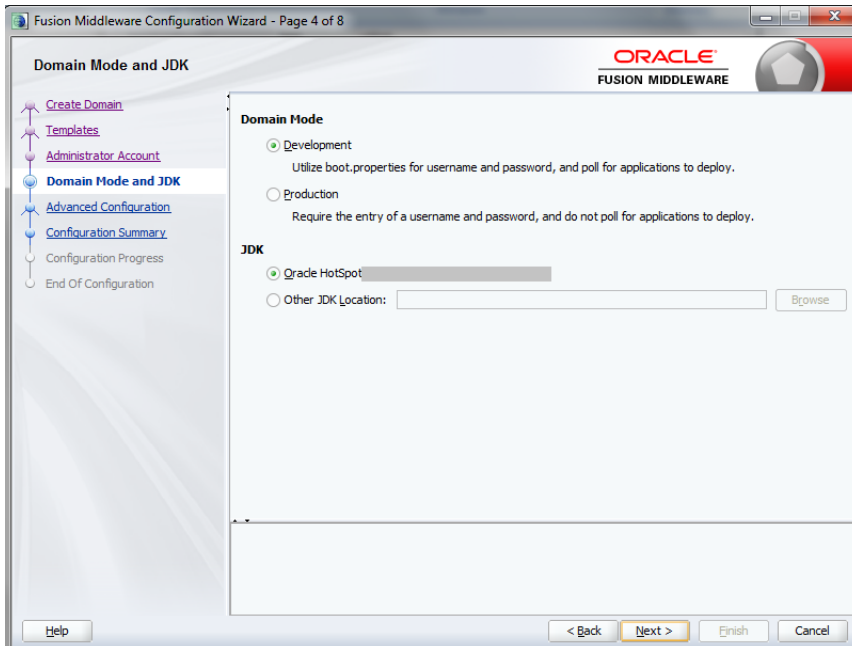 Fusion Middleware Configuration Wizard - Page 4 of 8
Domain Mode and JDK
ORACLE
FUSION MIDDLEWARE
Create Domain
Templates
Administrator Account
Domain Mode and JDK
Advanced Configuration
Configuration Summary
Configuration Progress
End Of Configuration
Domain Mode
Development
Utilize boot.properties for username and password, and poll for applications to deploy.
Production
Require the entry of a username and password, and do not poll for applications to deploy.
JDK
Oracle HotSpot
Other JDK Location:
Browse
Help
< Back
Next >
Finish
Cancel